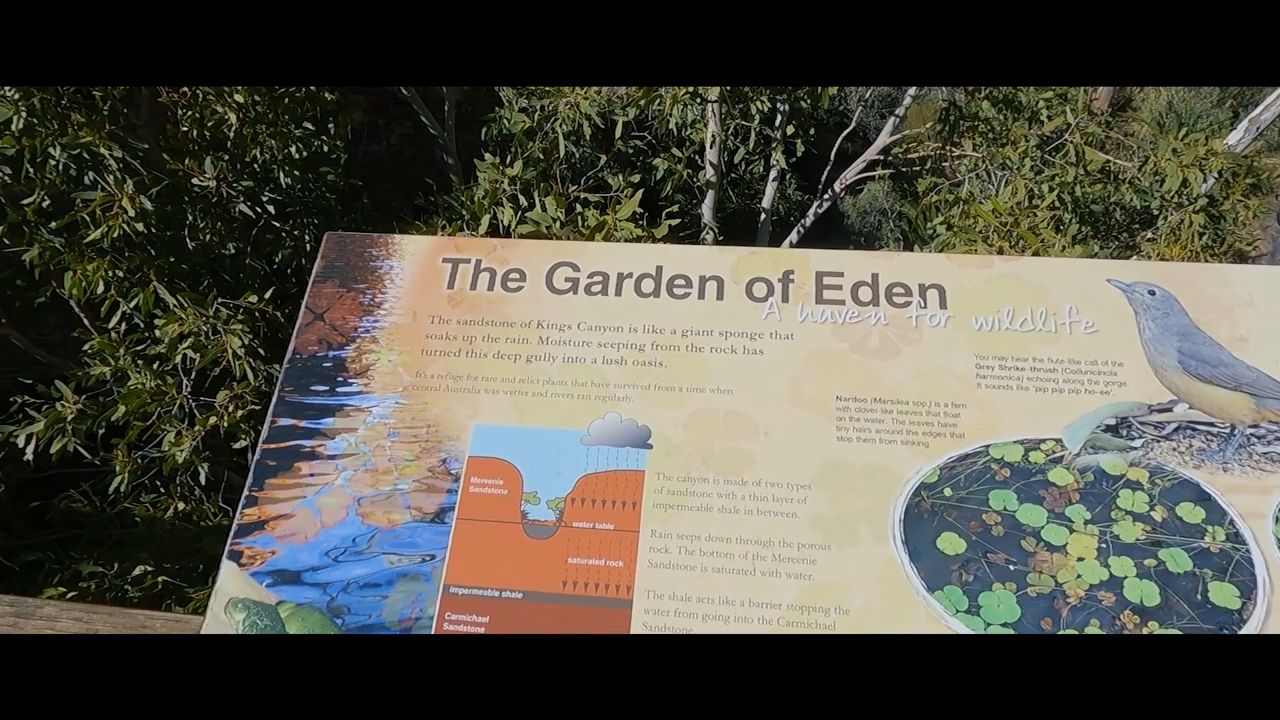 The Garden of Eden
A haven for wildlife
The sandstone of Kings Canyon is like a giant sponge that
soaks up the rain. Moisture seeping from the rock has
turned this deep gully into a lush oasis.
It's a refuge for rare and relict plants that have survived from a time when
central Australia was wetter and rivers ran regularly.
You may hear the flute-like call of the
Grey Shrike-thrush (Colluricincla
harmonica) echoing along the gorge.
It sounds like 'pip pip pip ho-ee'.
Nardoo (Marsilea spp.) is a fern
with clover-like leaves that float
on the water. The leaves have
tiny hairs around the edges that
stop them from sinking.
Mereenie
Sandstone
water table
saturated rock
impermeable shale
Carmichael
Sandstone
The canyon is made of two types
of sandstone with a thin layer of
impermeable shale in between.
Rain seeps down through the porous
rock. The bottom of the Mereenie
Sandstone is saturated with water.
The shale acts like a barrier stopping the
water from going into the Carmichael
Sandstone.